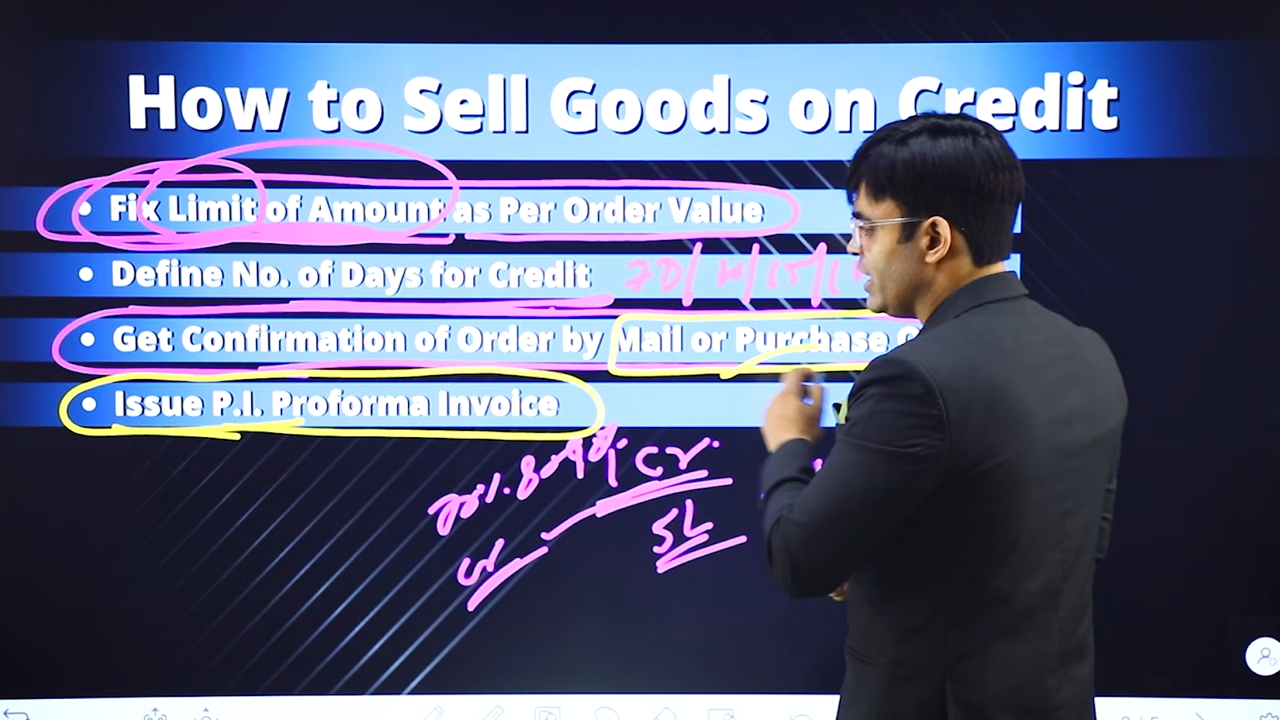 How to Sell Goods on Credit
• Fix Limit of Amount as Per Order Value
• Define No. of Days for Credit
• Get Confirmation of Order by Mail or Purchase
• Issue P.I. Proforma Invoice
1 Cr.
5L